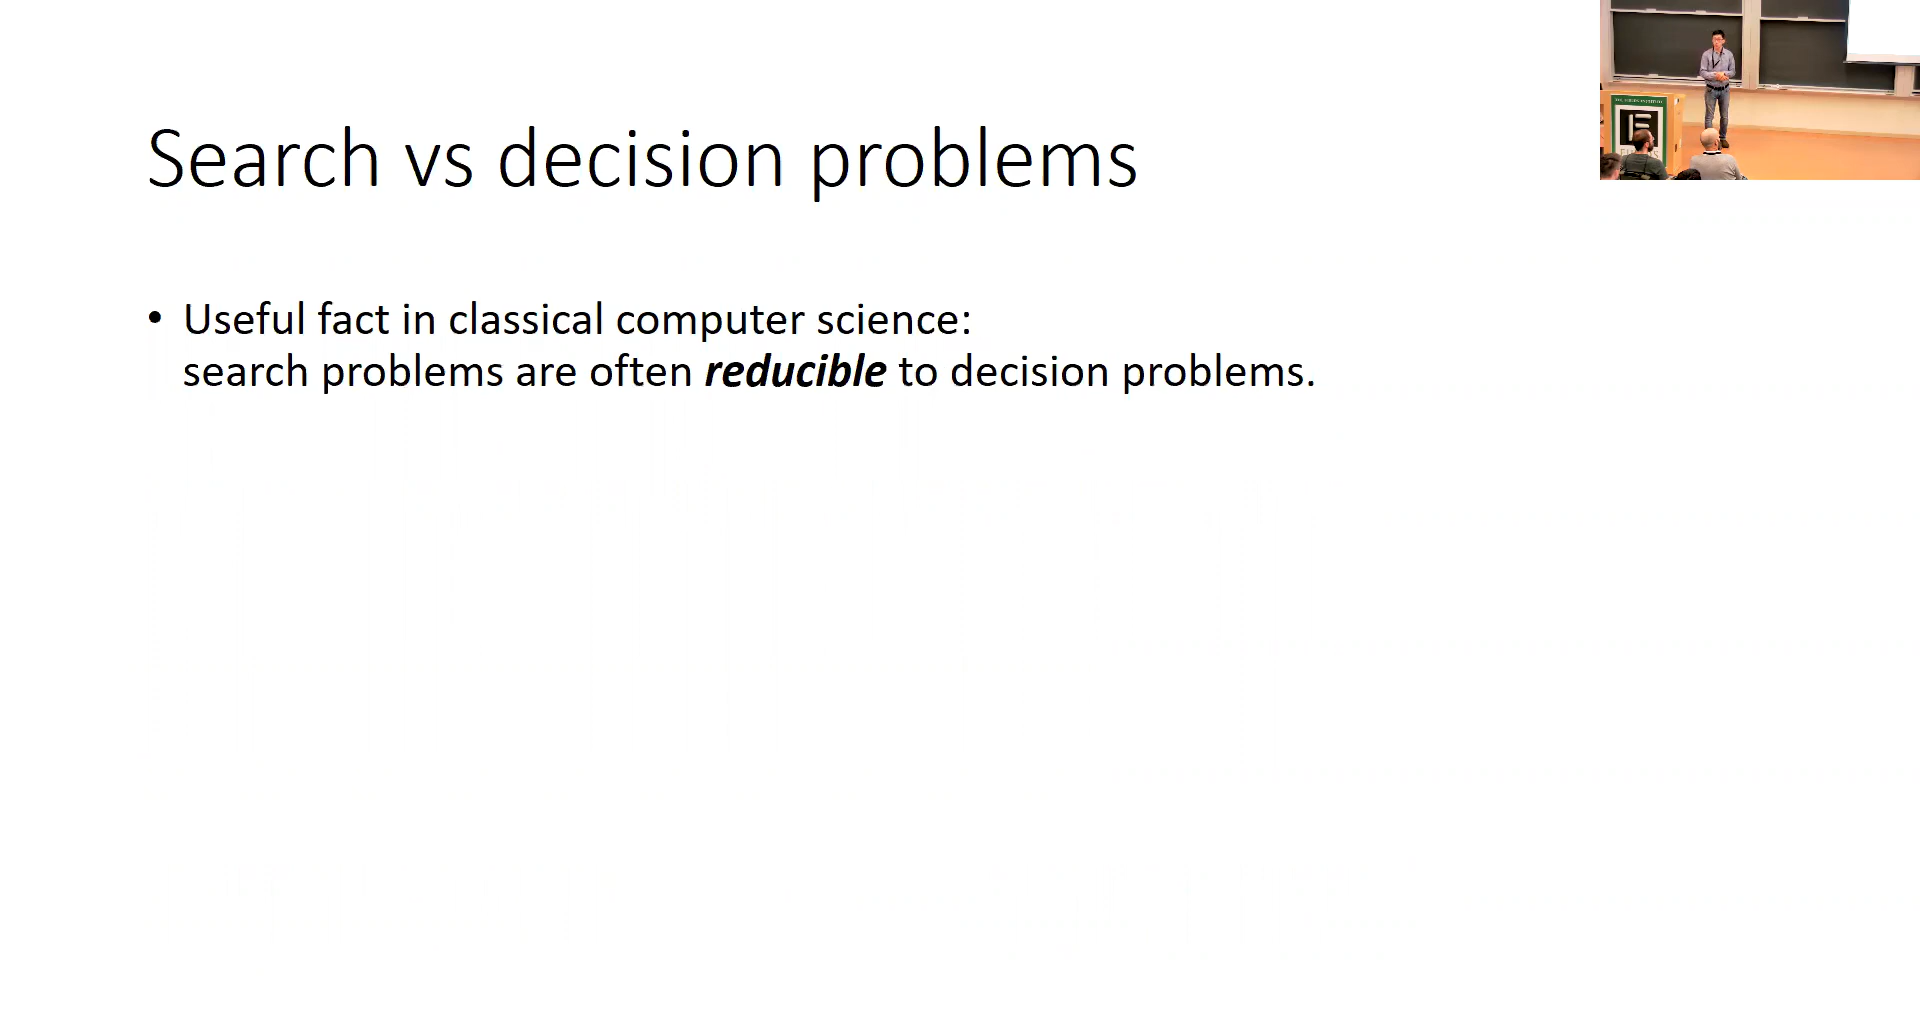 Search vs decision problems
• Useful fact in classical computer science:
search problems are often reducible to decision problems.